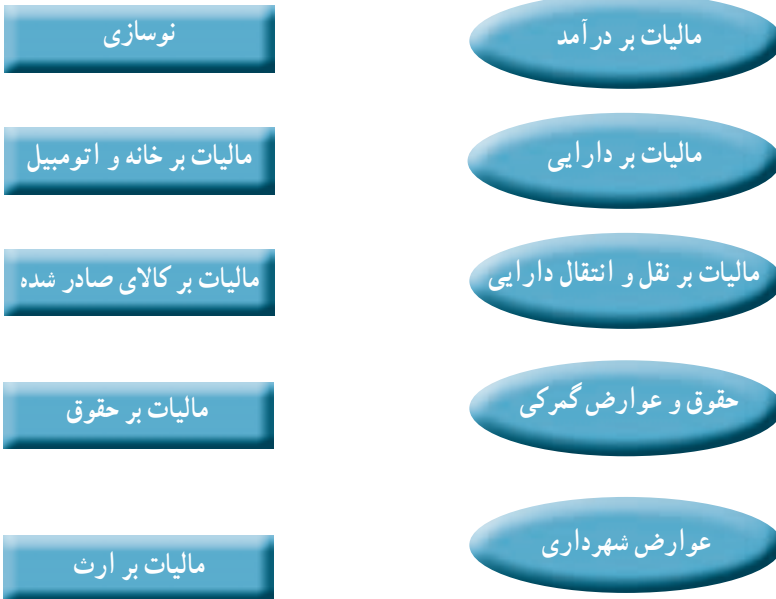 مالیات بر درآمد
نوسازی
مالیات بر دارایی
مالیات بر خانه و اتومبیل
مالیات بر نقل و انتقال دارایی
مالیات بر کالای صادر شده
حقوق و عوارض گمرکی
مالیات بر حقوق
عوارض شهرداری
مالیات بر ارث